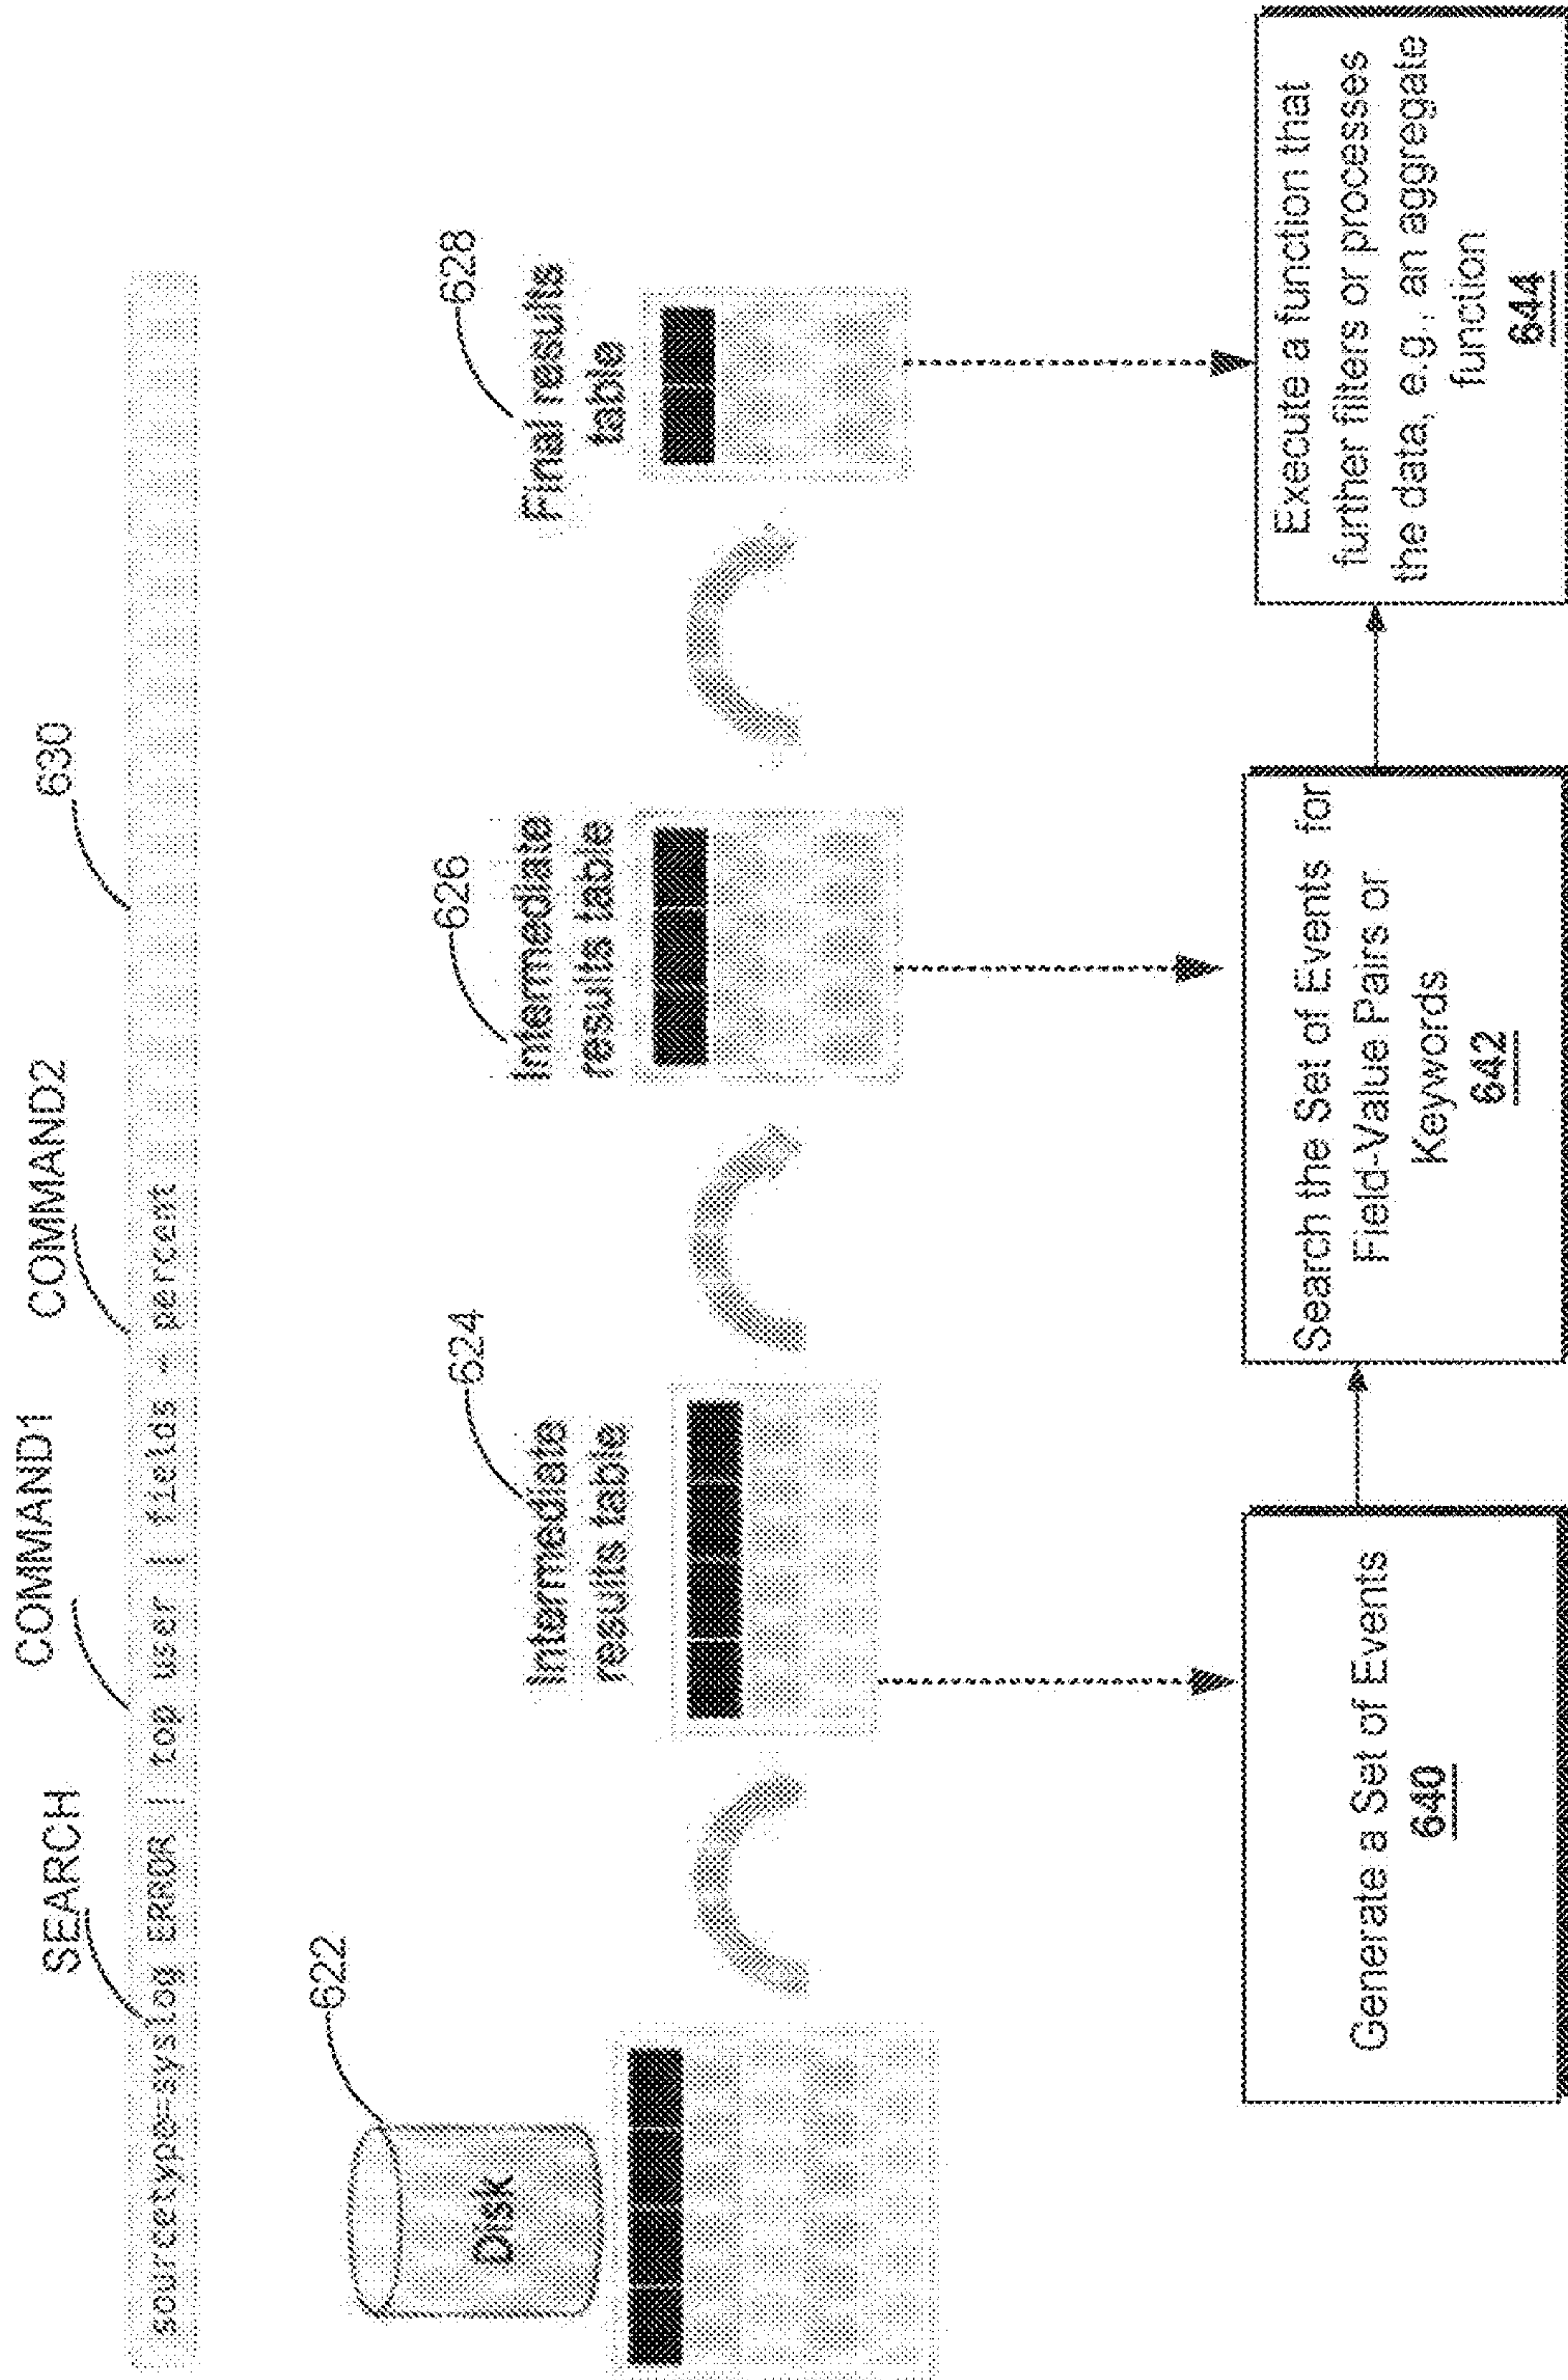 SEARCH
COMMAND1
COMMAND2
630
sourcetype=syslog ERROR | top user | fields - percent
622
624
626
628
Disk
Intermediate
results table
Intermediate
results table
Final results
table
Generate a Set of Events
640
Search the Set of Events for
Field-Value Pairs or
Keywords
642
Execute a function that
further filters or processes
the data, e.g., an aggregate
function
644